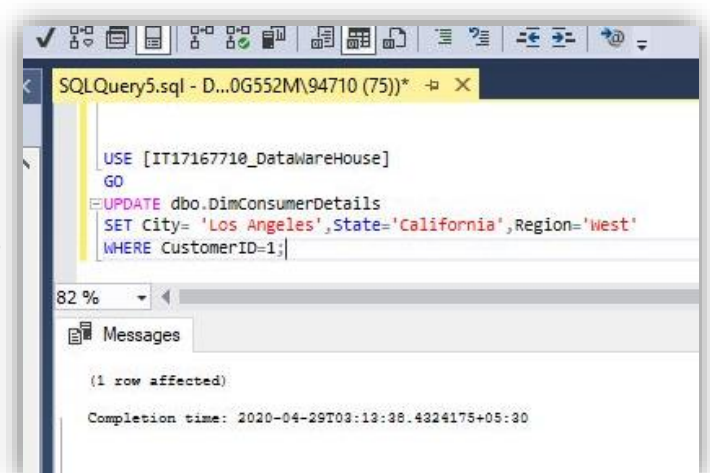 SQLQuery5.sql - D...0G552M\94710 (75))*
USE [IT17167710_DataWareHouse]
GO
UPDATE dbo.DimConsumerDetails
SET City= 'Los Angeles',State='California',Region='West'
WHERE CustomerID=1;
82 %
Messages
(1 row affected)
Completion time: 2020-04-29T03:13:38.4324175+05:30